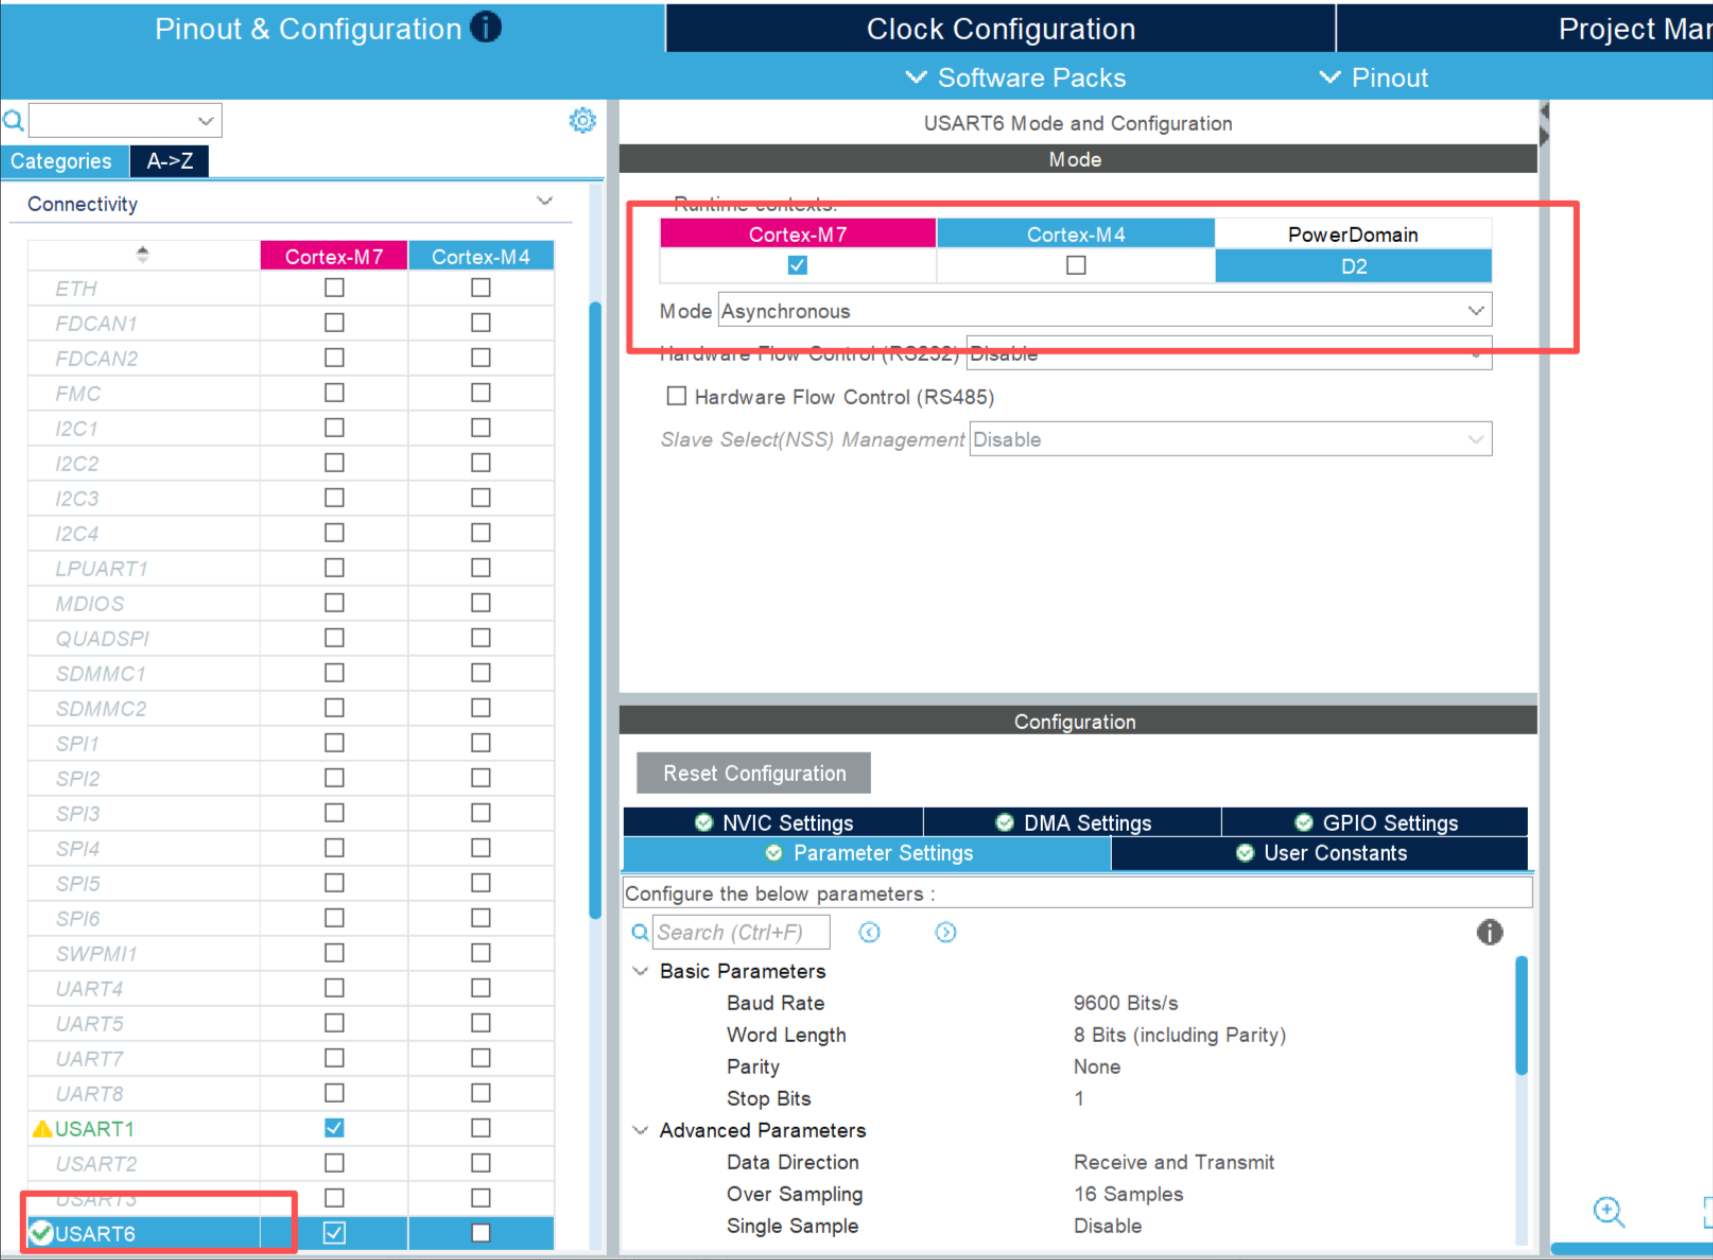 Pinout & Configuration
Clock Configuration
Project Mar
Software Packs
Pinout
Categories
A->Z
Connectivity
Cortex-M7
Cortex-M4
ETH
FDCAN1
FDCAN2
FMC
I2C1
I2C2
I2C3
I2C4
LPUART1
MDIOS
QUADSPI
SDMMC1
SDMMC2
SPI1
SPI2
SPI3
SPI4
SPI5
SPI6
SWPMI1
UART4
UART5
UART7
UART8
USART1
USART2
USART3
USART6
USART6 Mode and Configuration
Mode
Runtime contexts:
Cortex-M7
Cortex-M4
PowerDomain
D2
Mode Asynchronous
Hardware Flow Control (RS232) Disable
Hardware Flow Control (RS485)
Slave Select(NSS) Management Disable
Configuration
Reset Configuration
NVIC Settings
DMA Settings
GPIO Settings
Parameter Settings
User Constants
Configure the below parameters :
Search (Ctrl+F)
Basic Parameters
Baud Rate 9600 Bits/s
Word Length 8 Bits (including Parity)
Parity None
Stop Bits 1
Advanced Parameters
Data Direction Receive and Transmit
Over Sampling 16 Samples
Single Sample Disable